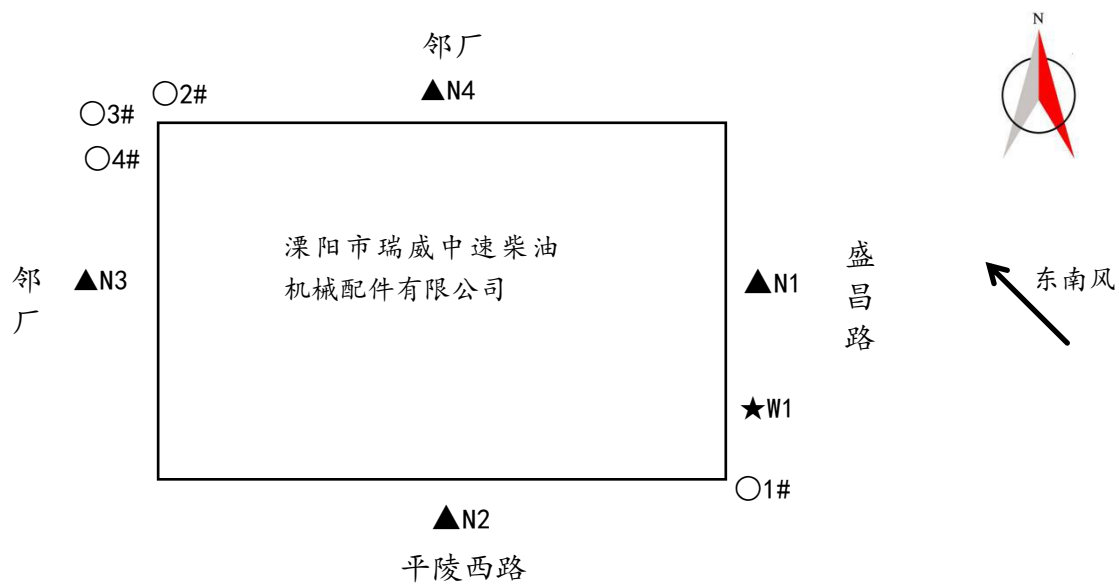 N
邻厂
▲N4
○2#
○3#
○4#
溧阳市瑞威中速柴油
机械配件有限公司
邻厂
▲N3
▲N1
盛昌路
东南风
★W1
○1#
▲N2
平陵西路